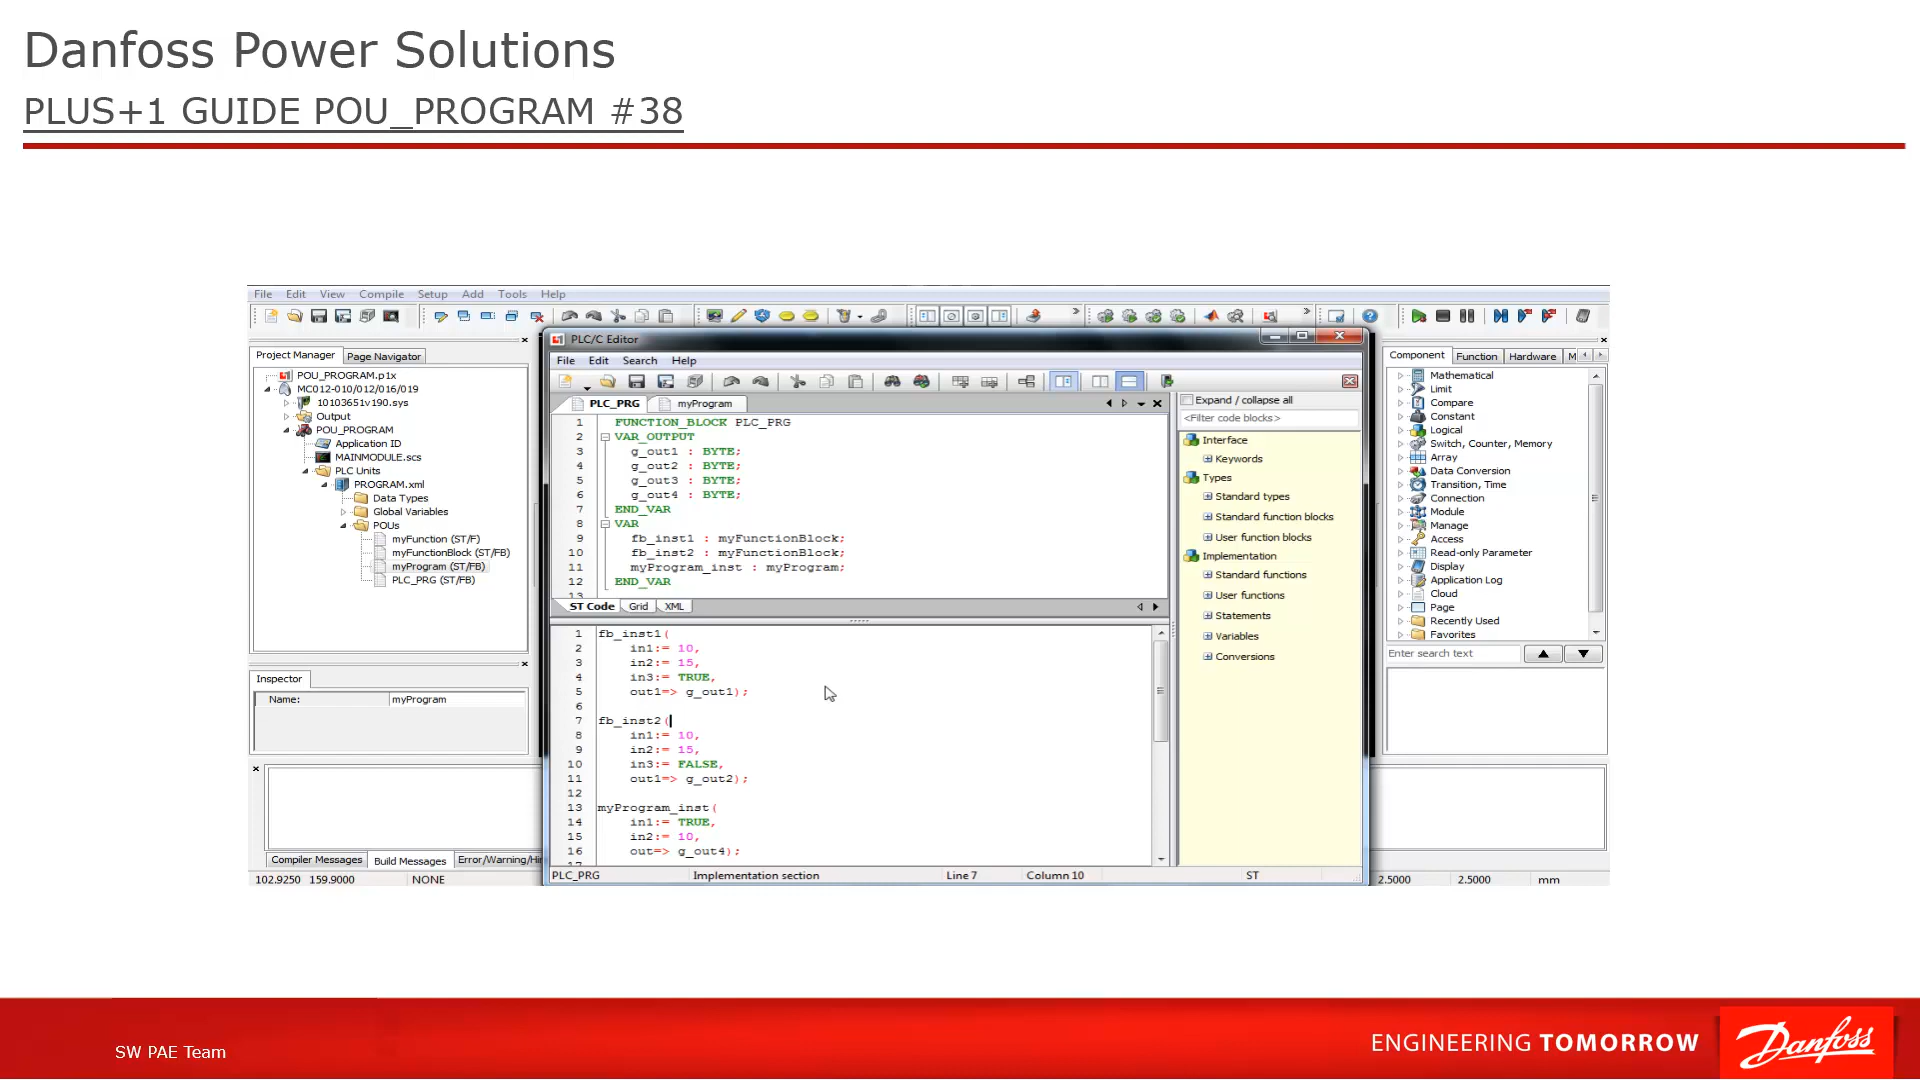 Danfoss Power Solutions
PLUS+1 GUIDE POU_PROGRAM #38
File Edit View Compile Setup Add Tools Help
Project Manager Page Navigator
POU_PROGRAM.p1x
MC012-010/012/016/019
10103651v190.sys
Output
POU_PROGRAM
Application ID
MAINMODULE.scs
PLC Units
PROGRAM.xml
Data Types
Global Variables
POUs
myFunction (ST/F)
myFunctionBlock (ST/FB)
myProgram (ST/FB)
PLC_PRG (ST/FB)
Inspector
Name: myProgram
Compiler Messages Build Messages Error/Warning/Hin
102.9250 159.9000 NONE
PLC/C Editor
File Edit Search Help
PLC_PRG myProgram
1 FUNCTION_BLOCK PLC_PRG
2 VAR_OUTPUT
3 g_out1 : BYTE;
4 g_out2 : BYTE;
5 g_out3 : BYTE;
6 g_out4 : BYTE;
7 END_VAR
8 VAR
9 fb_inst1 : myFunctionBlock;
10 fb_inst2 : myFunctionBlock;
11 myProgram_inst : myProgram;
12 END_VAR
13
ST Code Grid XML
1 fb_inst1(
2 in1:= 10,
3 in2:= 15,
4 in3:= TRUE,
5 out1=> g_out1);
6
7 fb_inst2(
8 in1:= 10,
9 in2:= 15,
10 in3:= FALSE,
11 out1=> g_out2);
12
13 myProgram_inst(
14 in1:= TRUE,
15 in2:= 10,
16 out=> g_out4);
17
PLC_PRG Implementation section Line 7 Column 10 ST
Expand / collapse all
<Filter code blocks>
Interface
Keywords
Types
Standard types
Standard function blocks
User function blocks
Implementation
Standard functions
User functions
Statements
Variables
Conversions
Component Function Hardware M
Mathematical
Limit
Compare
Constant
Logical
Switch, Counter, Memory
Array
Data Conversion
Transition, Time
Connection
Module
Manage
Access
Read-only Parameter
Display
Application Log
Cloud
Page
Recently Used
Favorites
Enter search text
2.5000 2.5000 mm
SW PAE Team
ENGINEERING TOMORROW
Danfoss